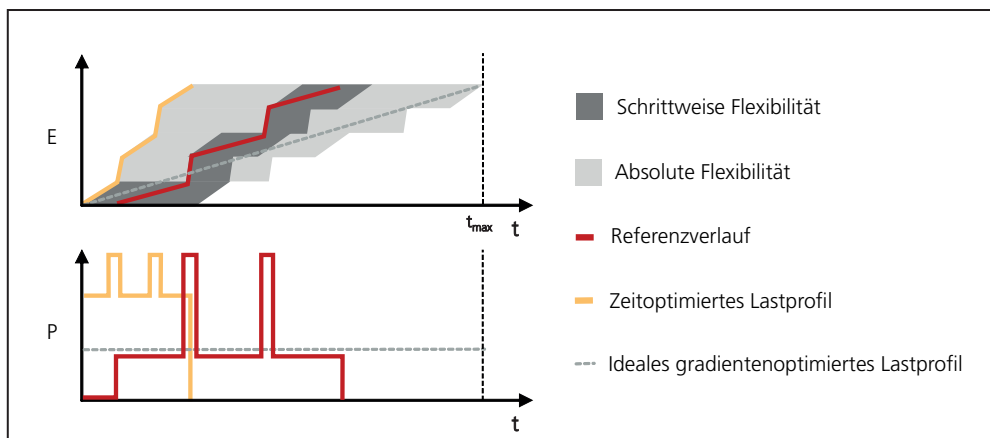 E
t_max
t
P
t
Schrittweise Flexibilität
Absolute Flexibilität
Referenzverlauf
Zeitoptimiertes Lastprofil
Ideales gradientenoptimiertes Lastprofil